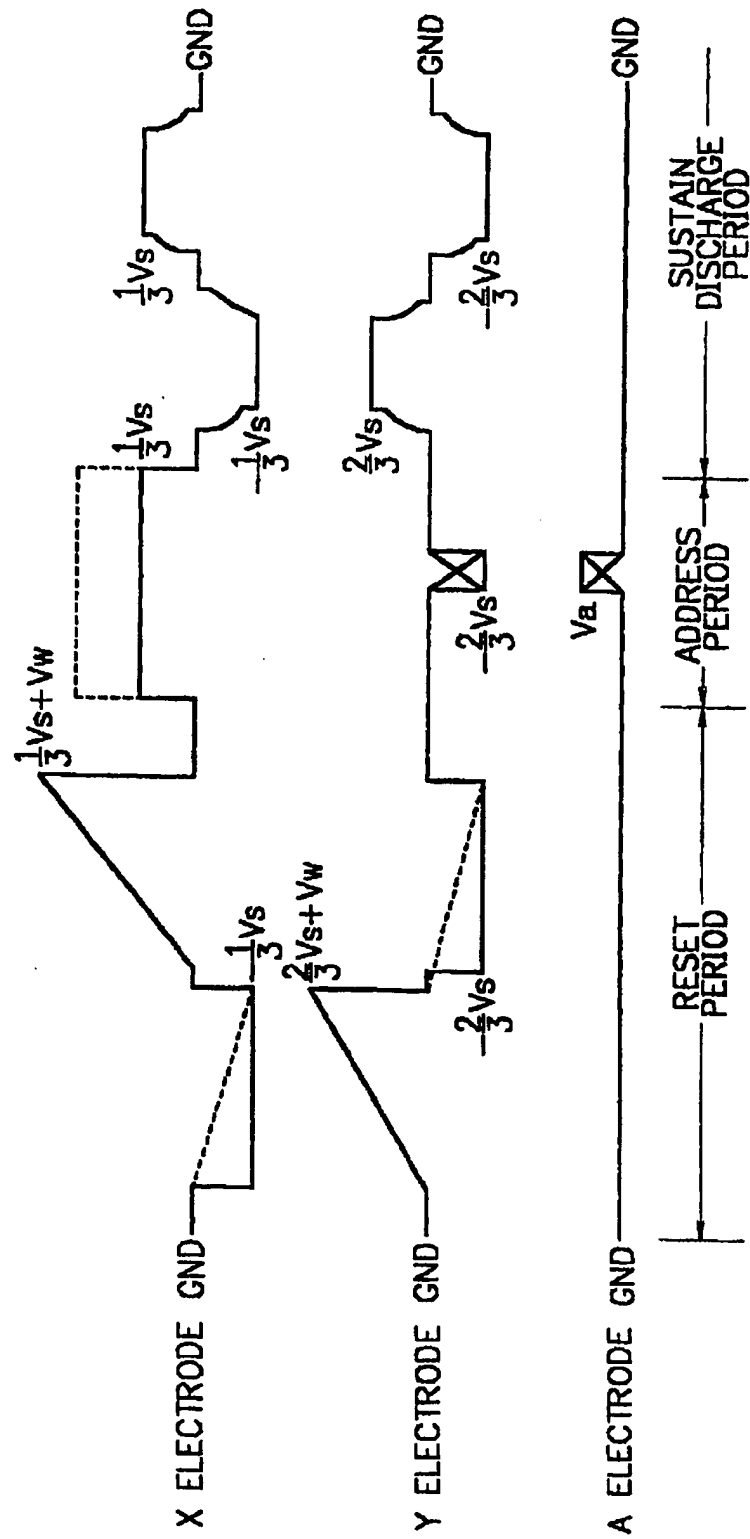 X ELECTRODE GND
-1/3Vs
1/3Vs+Vw
1/3Vs
-1/3Vs
1/3Vs
GND
Y ELECTRODE GND
2/3Vs+Vw
-2/3Vs
-2/3Vs
2/3Vs
-2/3Vs
GND
A ELECTRODE GND
Va
GND
RESET
PERIOD
ADDRESS
PERIOD
SUSTAIN
DISCHARGE
PERIOD